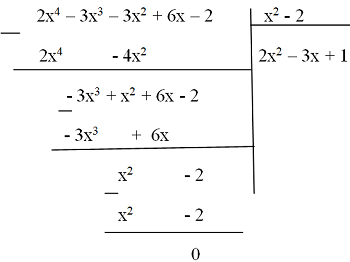 2x⁴ – 3x³ – 3x² + 6x – 2    x² - 2
2x⁴ - 4x²    2x² – 3x + 1
- 3x³ + x² + 6x - 2
- 3x³ + 6x
x² - 2
x² - 2
0